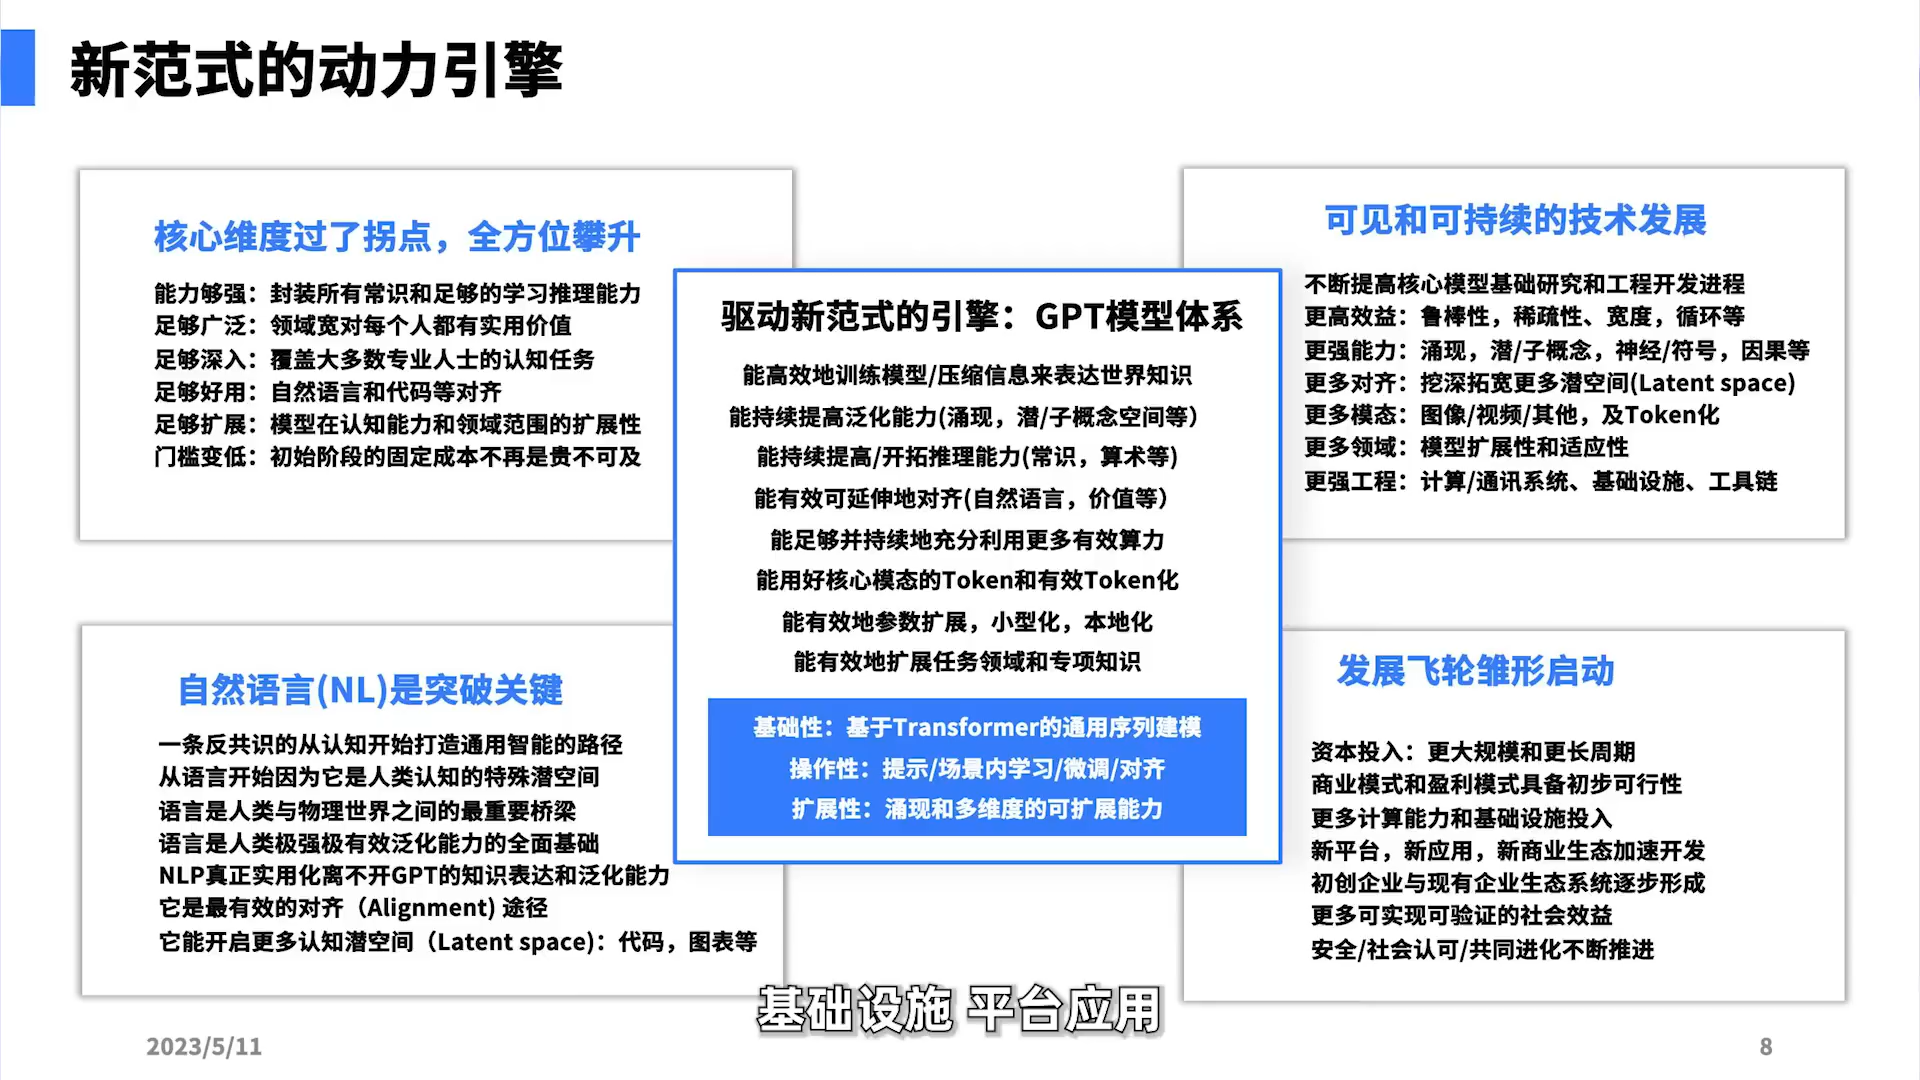 新范式的动力引擎
核心维度过了拐点，全方位攀升
能力够强：封装所有常识和足够的学习推理能力
足够广泛：领域宽对每个人都有实用价值
足够深入：覆盖大多数专业人士的认知任务
足够好用：自然语言和代码等对齐
足够扩展：模型在认知能力和领域范围的扩展性
门槛变低：初始阶段的固定成本不再是贵不可及
可见和可持续的技术发展
不断提高核心模型基础研究和工程开发进程
更高效益：鲁棒性，稀疏性、宽度，循环等
更强能力：涌现，潜/子概念，神经/符号，因果等
更多对齐：挖深拓宽更多潜空间(Latent space)
更多模态：图像/视频/其他，及Token化
更多领域：模型扩展性和适应性
更强工程：计算/通讯系统、基础设施、工具链
驱动新范式的引擎：GPT模型体系
能高效地训练模型/压缩信息来表达世界知识
能持续提高泛化能力(涌现，潜/子概念空间等）
能持续提高/开拓推理能力(常识，算术等)
能有效可延伸地对齐(自然语言，价值等）
能足够并持续地充分利用更多有效算力
能用好核心模态的Token和有效Token化
能有效地参数扩展，小型化，本地化
能有效地扩展任务领域和专项知识
基础性：基于Transformer的通用序列建模
操作性：提示/场景内学习/微调/对齐
扩展性：涌现和多维度的可扩展能力
自然语言(NL)是突破关键
一条反共识的从认知开始打造通用智能的路径
从语言开始因为它是人类认知的特殊潜空间
语言是人类与物理世界之间的最重要桥梁
语言是人类极强极有效泛化能力的全面基础
NLP真正实用化离不开GPT的知识表达和泛化能力
它是最有效的对齐（Alignment) 途径
它能开启更多认知潜空间（Latent space)：代码，图表等
发展飞轮雏形启动
资本投入：更大规模和更长周期
商业模式和盈利模式具备初步可行性
更多计算能力和基础设施投入
新平台，新应用，新商业生态加速开发
初创企业与现有企业生态系统逐步形成
更多可实现可验证的社会效益
安全/社会认可/共同进化不断推进
基础设施 平台应用
2023/5/11
8